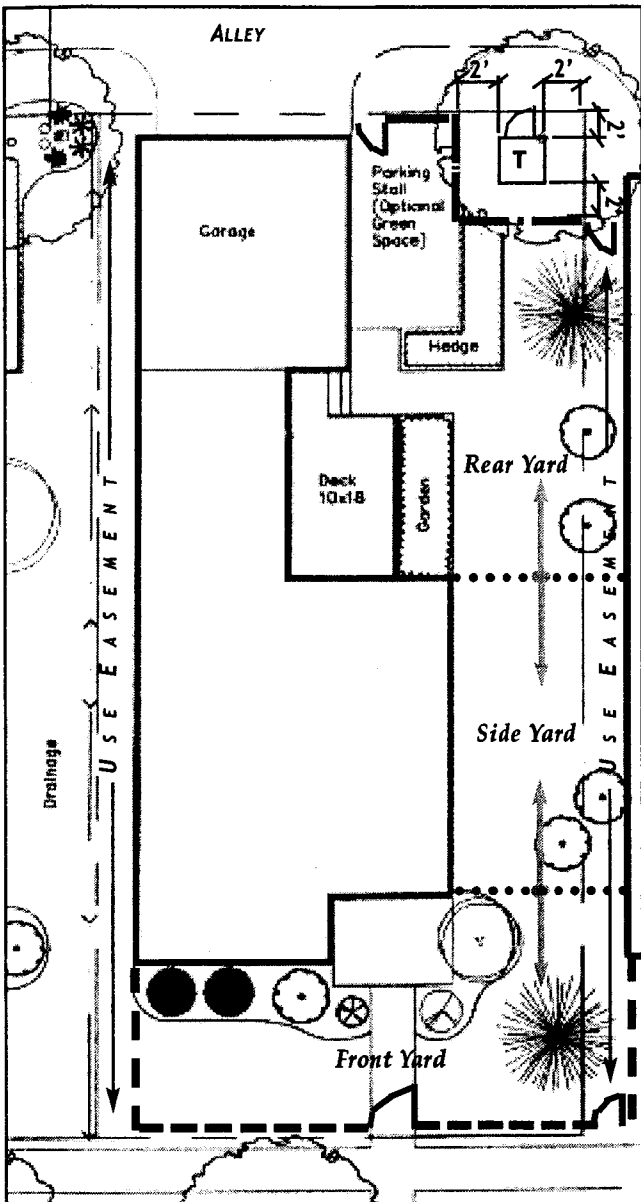 ALLEY
2'
2'
2'
T
2'
Parking
Stall
(Optional
Green
Space)
Garage
Hedge
Rear Yard
Deck
10x18
Garden
USE EASEMENT
USE EASEMENT
Side Yard
Drainage
V
Front Yard